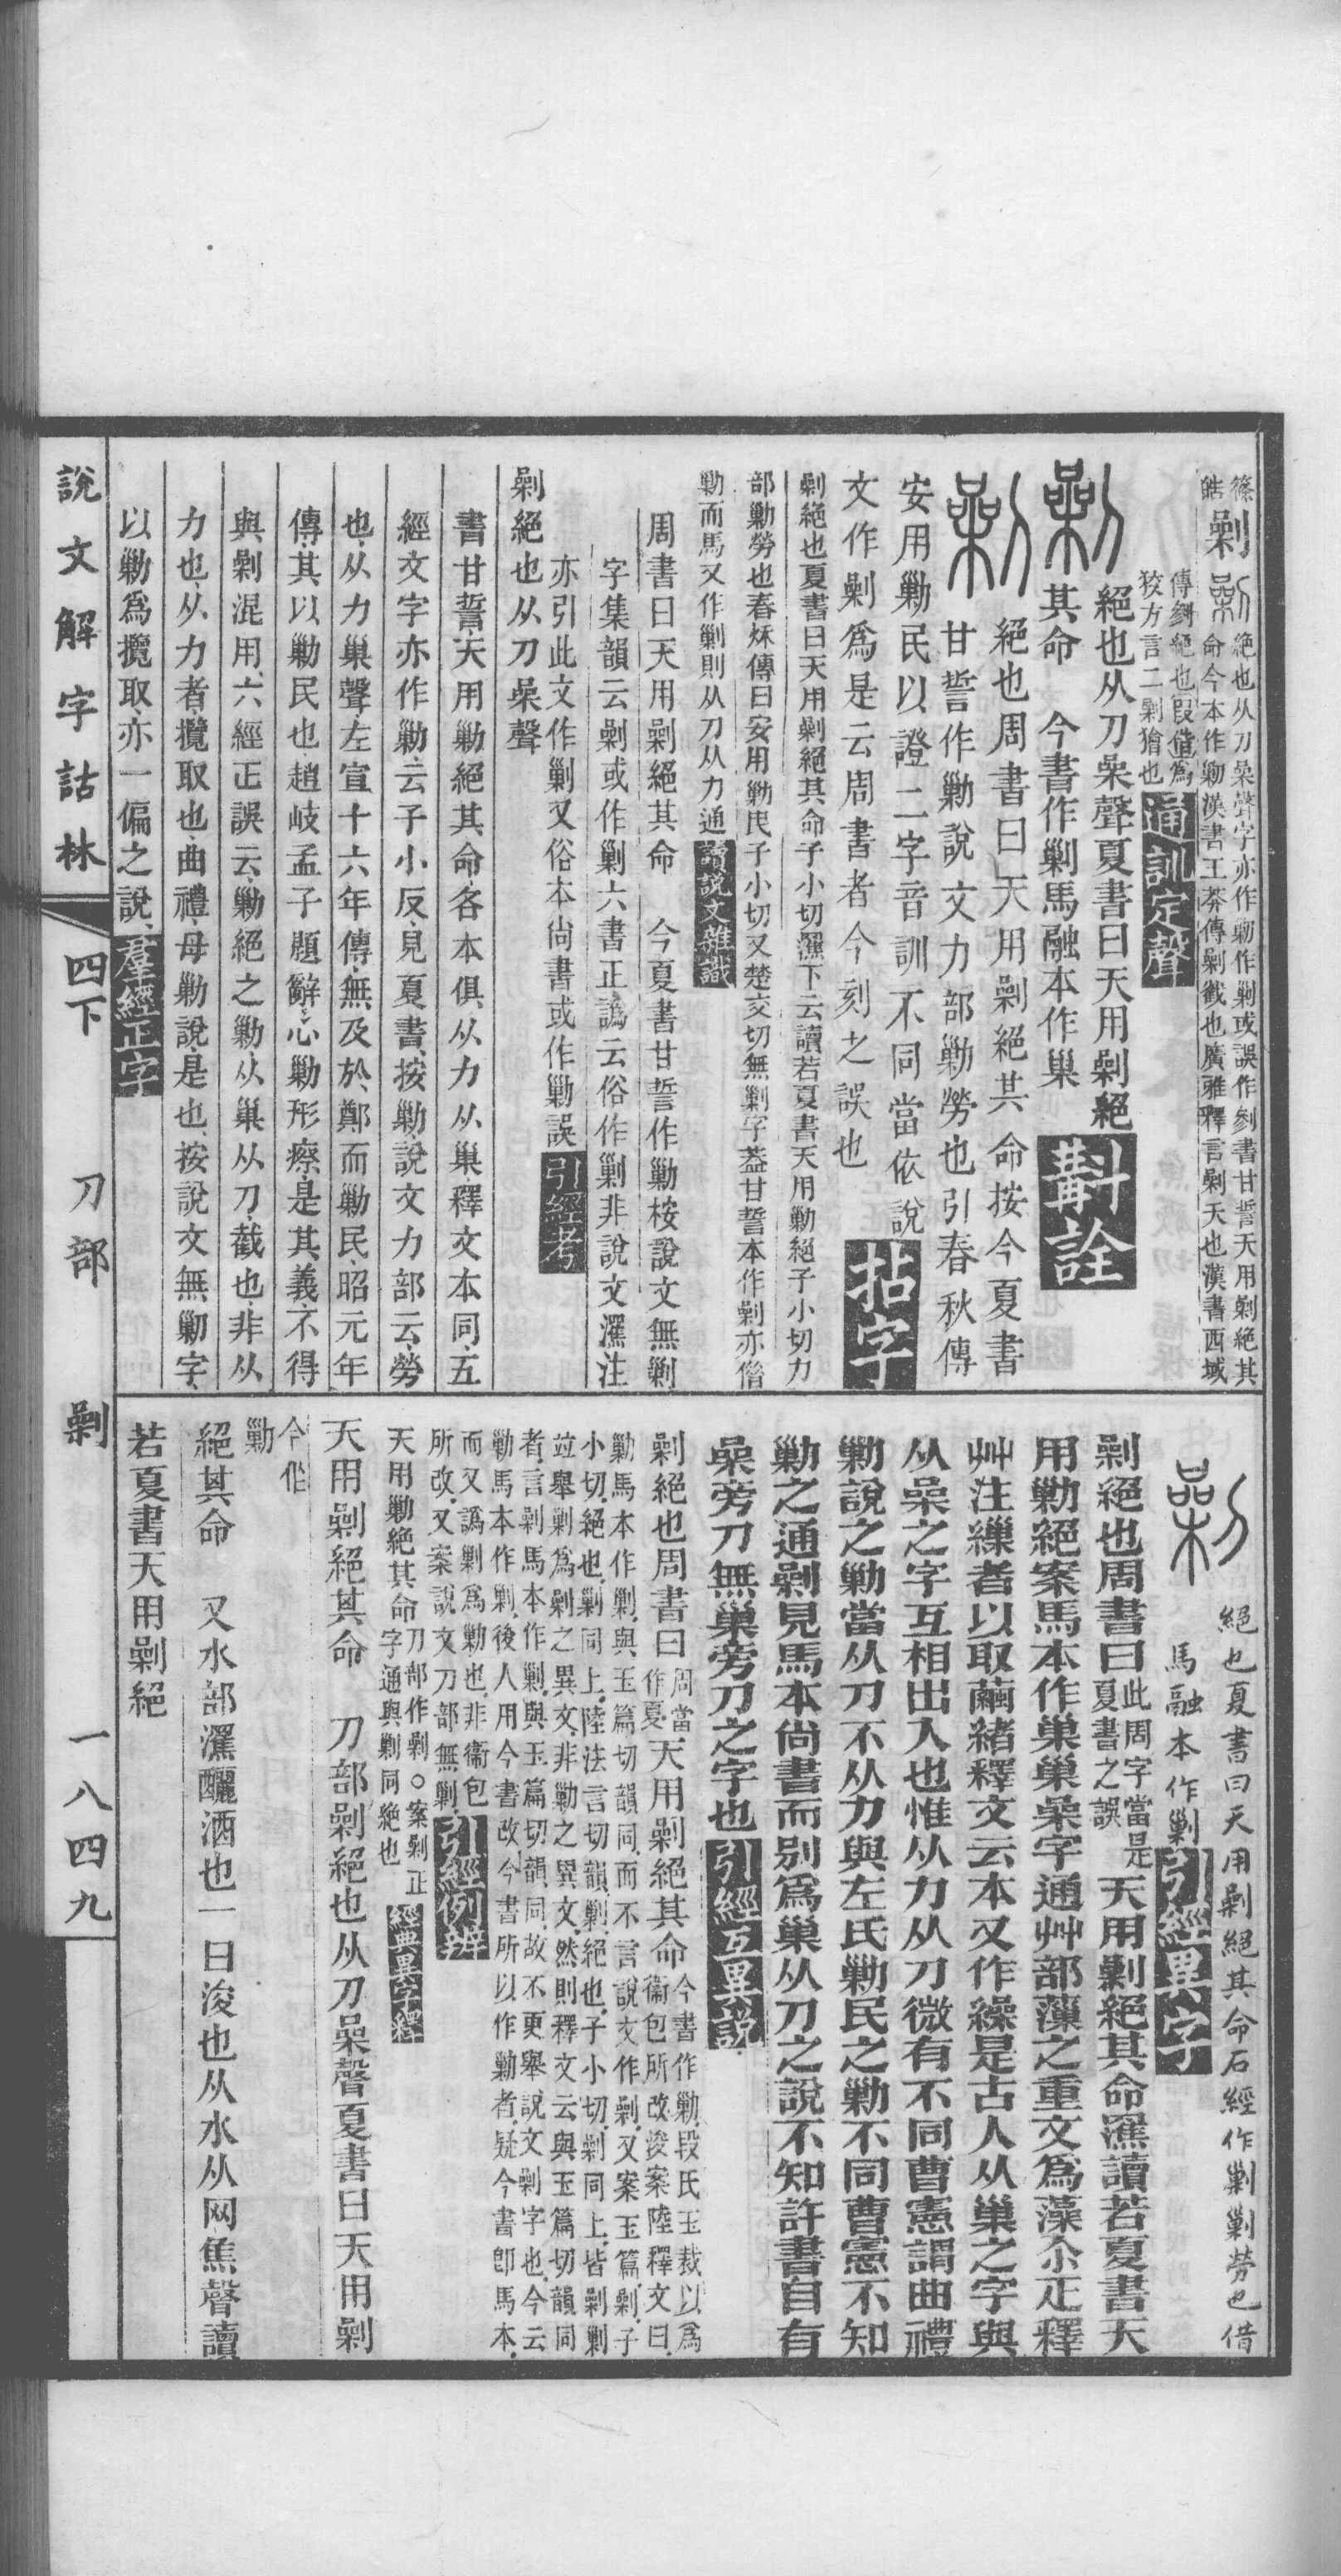 篠
皓
剿
絕也从刀喿聲字亦作勦作剿或誤作㓨書甘誓天用剿絕其
命今本作勦漢書王莽傳剿截也廣雅釋言剿夭也漢書西域
傳㓨絕也叚借爲
狡方言二剿獪也
通訓定聲
絕也从刀喿聲夏書曰天用剿絕
其命　今書作剿馬融本作巢
斠詮
絕也周書曰天用剿絕其命按今夏書
甘誓作勦說文力部勦勞也引春秋傳
安用勦民以證二字音訓不同當依說
文作剿爲是云周書者今刻之誤也
拈字
剿絕也夏書曰天用剿絕其命子小切灑下云讀若夏書天用勦絕子小切力
部勦勞也春秌傳曰安用勦民子小切又楚交切無剿字葢甘誓本作剿亦俗
勦而馬又作剿則从刀从力通
讀說文雜識
周書曰天用剿絕其命　今夏書甘誓作勦桉說文無剿
字集韻云剿或作剿六書正譌云俗作剿非說文灑注
亦引此文作剿又俗本尙書或作勦誤
引經考
剿絕也从刀喿聲
書甘誓天用勦絕其命各本俱从力从巢釋文本同五
經文字亦作勦云子小反見夏書按勦說文力部云勞
也从力巢聲左宣十六年傳無及於鄭而勦民昭元年
傳其以勦民也趙岐孟子題辭心勦形瘵是其義不得
與剿混用六經正誤云勦絕之勦从巢从刀截也非从
力也从力者攬取也曲禮毋勦說是也按說文無勦字
以勦爲攬取亦一偏之說
羣經正字
絕也夏書曰天用剿絕其命石經作剿剿勞也借
馬融本作剿
引經異字
剿絕也周書曰此周字當是
夏書之誤
天用剿絕其命灑讀若夏書天
用勦絕案馬本作巢巢喿字通艸部薻之重文爲藻尒疋釋
艸注繅者以取繭緒釋文云本又作繰是古人从巢之字與
从喿之字互相出入也惟从力从刀微有不同曹憲謂曲禮
勦說之勦當从刀不从力與左氏勦民之勦不同曹憲不知
勦之通剿見馬本尙書而別爲巢从刀之說不知許書自有
喿旁刀無巢旁刀之字也
引經互異說
剿絕也周書曰周當
作夏
天用剿絕其命今書作勦段氏玉裁以爲
衞包所改浚案陸釋文曰
勦馬本作剿與玉篇切韻同而不言說文作剿又案玉篇剿子
小切絕也剿同上陸法言切韻剿絕也子小切剿同上皆剿剿
竝舉剿爲剿之異文非勦之異文然則釋文云與玉篇切韻同
者言剿馬本作剿與玉篇切韻同故不更舉說文剿字也今云
勦馬本作剿後人用今書改今書所以作勦者疑今書卽馬本
而又譌剿爲勦也非衞包
所改又案說文刀部無剿
引經例辨
天用勦絕其命刀部作剿○案剿正
字通與剿同絕也
經典異字釋
天用剿絕其命　刀部剿絕也从刀喿聲夏書曰天用剿
今作
勦
絕其命　又水部灑釃酒也一曰浚也从水从网焦聲讀
若夏書天用剿絕
說文解字詁林
四下
刀部
剿
一八四九